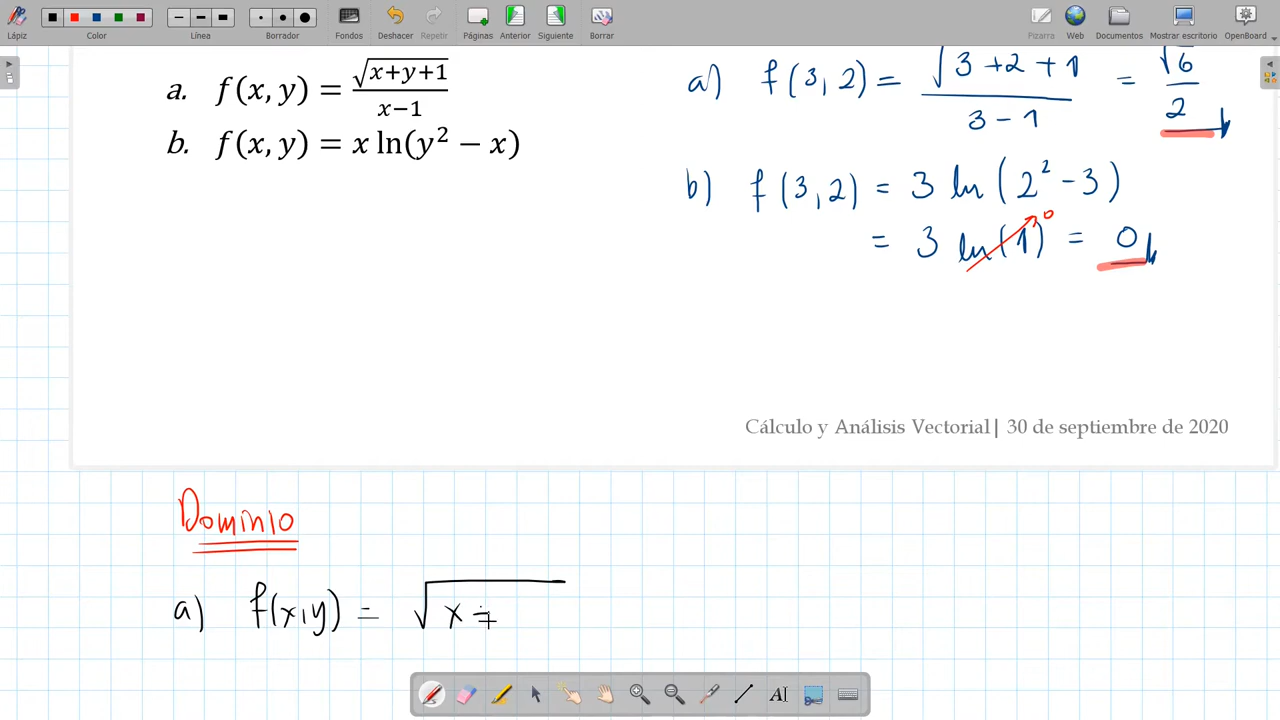 Lápiz Color Línea Borrador Fondos Deshacer Repetir Páginas Anterior Siguiente Borrar Pizarra Web Documentos Mostrar escritorio OpenBoard
a. f(x, y) = √(x+y+1) / (x−1)
b. f(x, y) = x ln(y² − x)
a) f(3,2) = √(3+2+1) / (3-1) = √6 / 2
b) f(3,2) = 3 ln(2² - 3)
= 3 ln(1)⁰ = 0
Cálculo y Análisis Vectorial| 30 de septiembre de 2020
Dominio
a) f(x,y) = √x +
AI